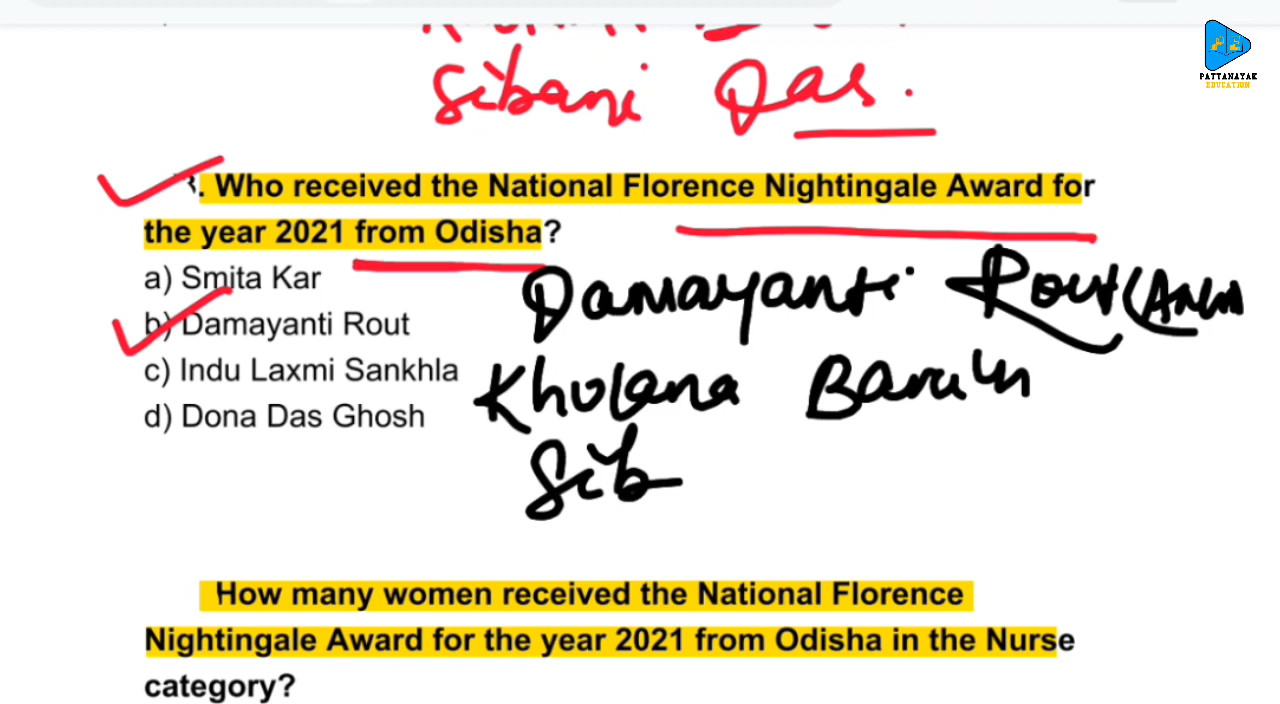 Sibani Das.
PATTANAYAK
EDUCATION
. Who received the National Florence Nightingale Award for
the year 2021 from Odisha?
a) Smita Kar
b) Damayanti Rout
c) Indu Laxmi Sankhla
d) Dona Das Ghosh
Damayanti Rout
Kholana
Sib
How many women received the National Florence
Nightingale Award for the year 2021 from Odisha in the Nurse
category?